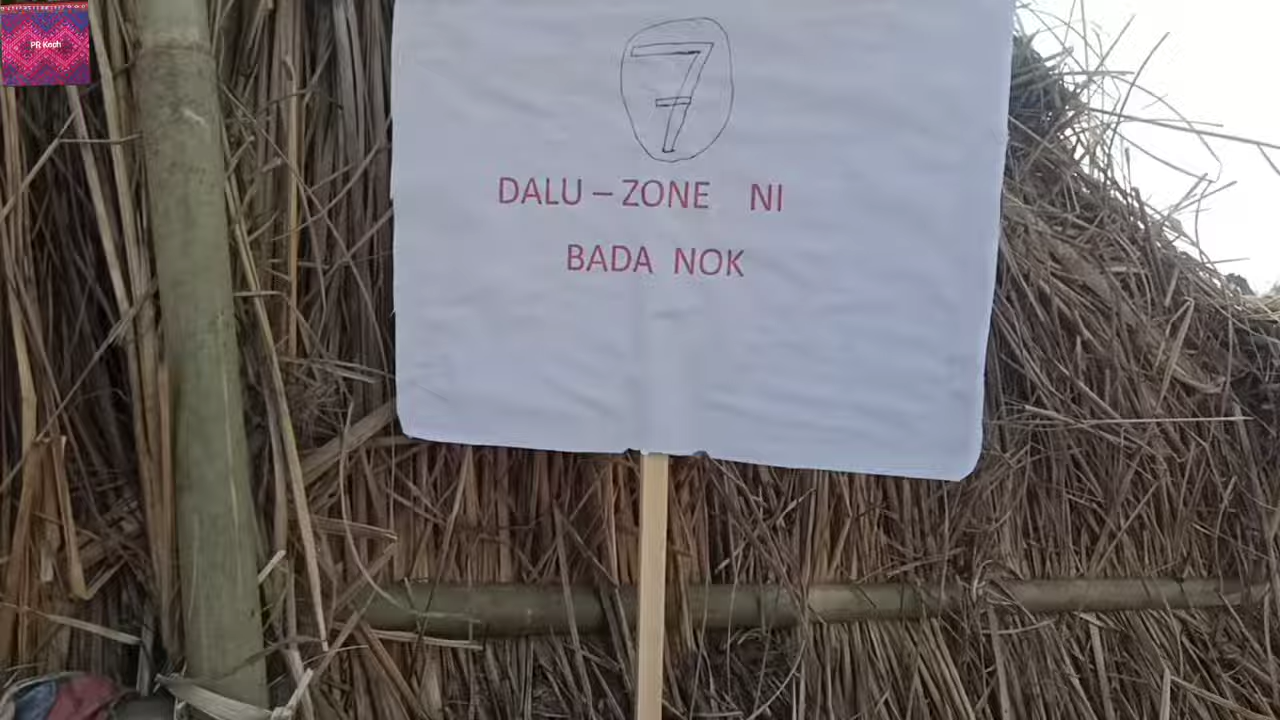 PR Koch
7
DALU – ZONE NI
BADA NOK